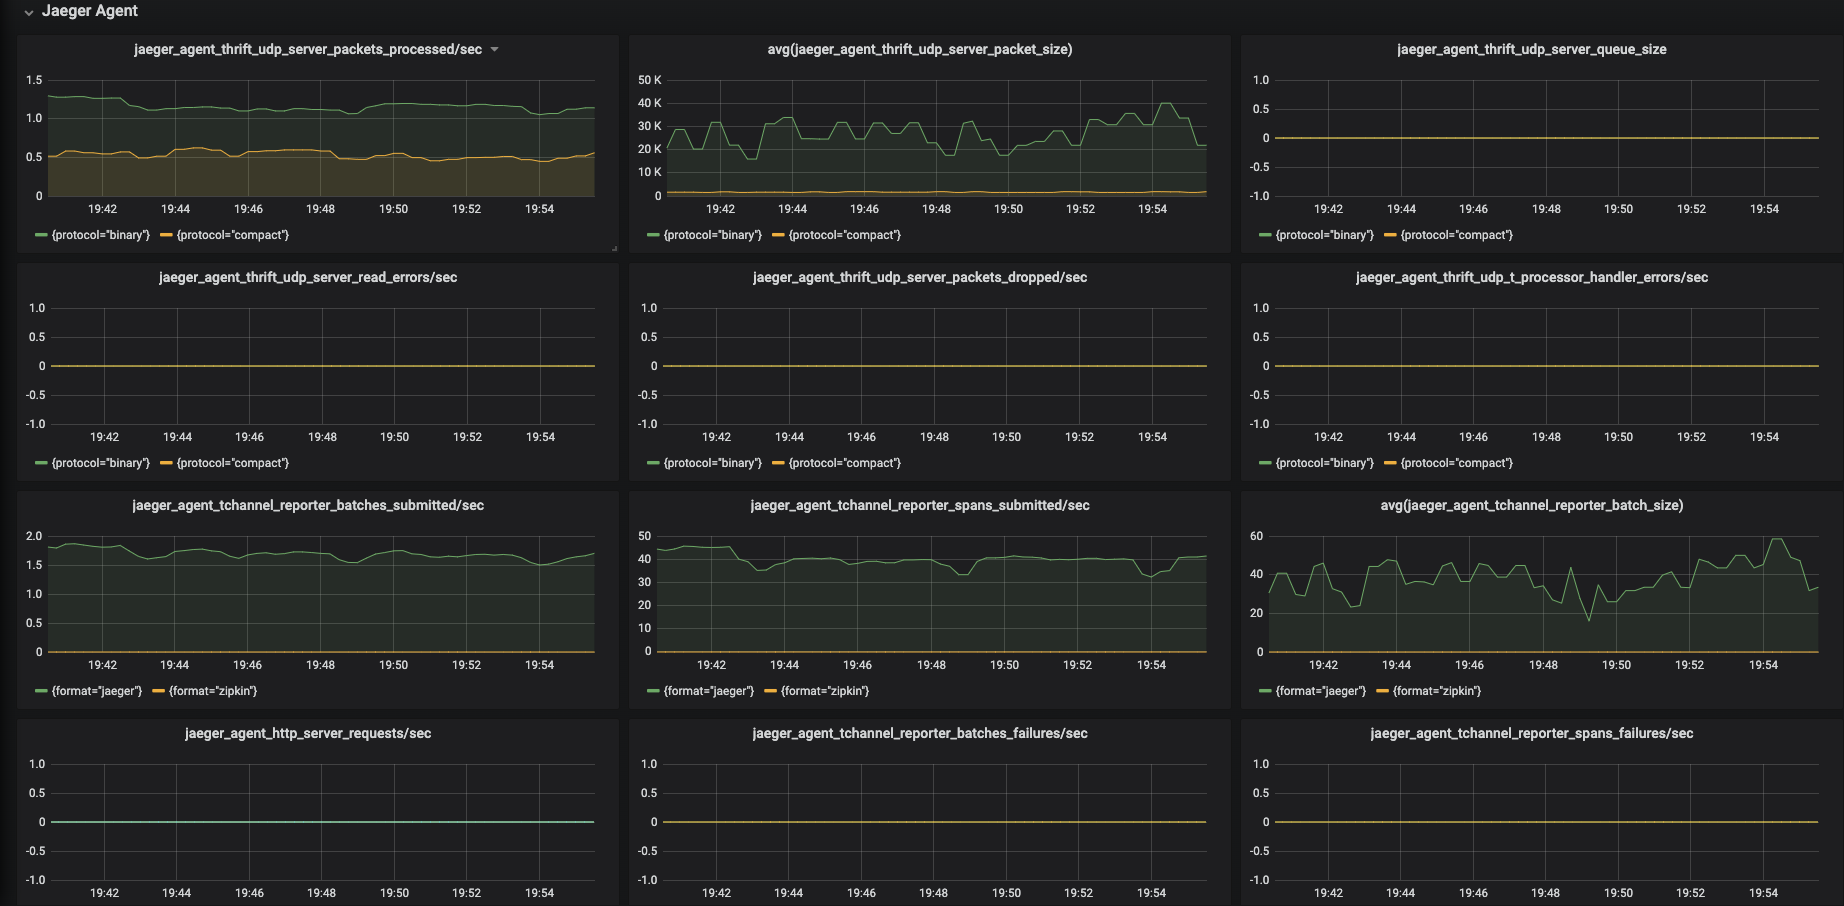 Jaeger Agent
jaeger_agent_thrift_udp_server_packets_processed/sec
1.5
1.0
0.5
0
19:42 19:44 19:46 19:48 19:50 19:52 19:54
{protocol="binary"} {protocol="compact"}
avg(jaeger_agent_thrift_udp_server_packet_size)
50 K
40 K
30 K
20 K
10 K
0
19:42 19:44 19:46 19:48 19:50 19:52 19:54
{protocol="binary"} {protocol="compact"}
jaeger_agent_thrift_udp_server_queue_size
1.0
0.5
0
-0.5
-1.0
19:42 19:44 19:46 19:48 19:50 19:52 19:54
{protocol="binary"} {protocol="compact"}
jaeger_agent_thrift_udp_server_read_errors/sec
1.0
0.5
0
-0.5
-1.0
19:42 19:44 19:46 19:48 19:50 19:52 19:54
{protocol="binary"} {protocol="compact"}
jaeger_agent_thrift_udp_server_packets_dropped/sec
1.0
0.5
0
-0.5
-1.0
19:42 19:44 19:46 19:48 19:50 19:52 19:54
{protocol="binary"} {protocol="compact"}
jaeger_agent_thrift_udp_t_processor_handler_errors/sec
1.0
0.5
0
-0.5
-1.0
19:42 19:44 19:46 19:48 19:50 19:52 19:54
{protocol="binary"} {protocol="compact"}
jaeger_agent_tchannel_reporter_batches_submitted/sec
2.0
1.5
1.0
0.5
0
19:42 19:44 19:46 19:48 19:50 19:52 19:54
{format="jaeger"} {format="zipkin"}
jaeger_agent_tchannel_reporter_spans_submitted/sec
50
40
30
20
10
0
19:42 19:44 19:46 19:48 19:50 19:52 19:54
{format="jaeger"} {format="zipkin"}
avg(jaeger_agent_tchannel_reporter_batch_size)
60
40
20
0
19:42 19:44 19:46 19:48 19:50 19:52 19:54
{format="jaeger"} {format="zipkin"}
jaeger_agent_http_server_requests/sec
1.0
0.5
0
-0.5
-1.0
19:42 19:44 19:46 19:48 19:50 19:52 19:54
jaeger_agent_tchannel_reporter_batches_failures/sec
1.0
0.5
0
-0.5
-1.0
19:42 19:44 19:46 19:48 19:50 19:52 19:54
jaeger_agent_tchannel_reporter_spans_failures/sec
1.0
0.5
0
-0.5
-1.0
19:42 19:44 19:46 19:48 19:50 19:52 19:54